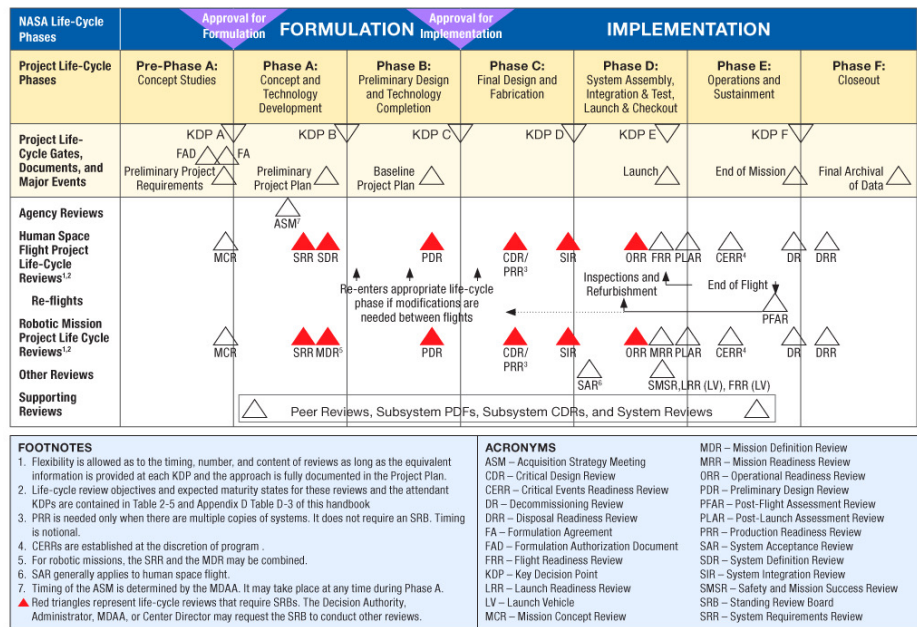 NASA Life-Cycle Phases
Approval for Formulation
FORMULATION
Approval for Implementation
IMPLEMENTATION
Project Life-Cycle Phases
Pre-Phase A: Concept Studies
Phase A: Concept and Technology Development
Phase B: Preliminary Design and Technology Completion
Phase C: Final Design and Fabrication
Phase D: System Assembly, Integration & Test, Launch & Checkout
Phase E: Operations and Sustainment
Phase F: Closeout
Project Life-Cycle Gates, Documents, and Major Events
KDP A
KDP B
KDP C
KDP D
KDP E
KDP F
FAD
FA
Preliminary Project Requirements
Preliminary Project Plan
Baseline Project Plan
Launch
End of Mission
Final Archival of Data
Agency Reviews
ASM7
Human Space Flight Project Life-Cycle Reviews1,2
MCR
SRR
SDR
PDR
CDR/ PRR3
SIR
ORR
FRR
PLAR
CERR4
DR
DRR
Re-flights
Re-enters appropriate life-cycle phase if modifications are needed between flights
Inspections and Refurbishment
End of Flight
PFAR
Robotic Mission Project Life Cycle Reviews1,2
MCR
SRR
MDR5
PDR
CDR/ PRR3
SIR
ORR
MRR
PLAR
CERR4
DR
DRR
Other Reviews
SAR6
SMSR,LRR (LV), FRR (LV)
Supporting Reviews
Peer Reviews, Subsystem PDFs, Subsystem CDRs, and System Reviews
FOOTNOTES
1. Flexibility is allowed as to the timing, number, and content of reviews as long as the equivalent
information is provided at each KDP and the approach is fully documented in the Project Plan.
2. Life-cycle review objectives and expected maturity states for these reviews and the attendant
KDPs are contained in Table 2-5 and Appendix D Table D-3 of this handbook
3. PRR is needed only when there are multiple copies of systems. It does not require an SRB. Timing
is notional.
4. CERRs are established at the discretion of program .
5. For robotic missions, the SRR and the MDR may be combined.
6. SAR generally applies to human space flight.
7. Timing of the ASM is determined by the MDAA. It may take place at any time during Phase A.
Red triangles represent life-cycle reviews that require SRBs. The Decision Authority,
Administrator, MDAA, or Center Director may request the SRB to conduct other reviews.
ACRONYMS
ASM – Acquisition Strategy Meeting
CDR – Critical Design Review
CERR – Critical Events Readiness Review
DR – Decommissioning Review
DRR – Disposal Readiness Review
FA – Formulation Agreement
FAD – Formulation Authorization Document
FRR – Flight Readiness Review
KDP – Key Decision Point
LRR – Launch Readiness Review
LV – Launch Vehicle
MCR – Mission Concept Review
MDR – Mission Definition Review
MRR – Mission Readiness Review
ORR – Operational Readiness Review
PDR – Preliminary Design Review
PFAR – Post-Flight Assessment Review
PLAR – Post-Launch Assessment Review
PRR – Production Readiness Review
SAR – System Acceptance Review
SDR – System Definition Review
SIR – System Integration Review
SMSR – Safety and Mission Success Review
SRB – Standing Review Board
SRR – System Requirements Review